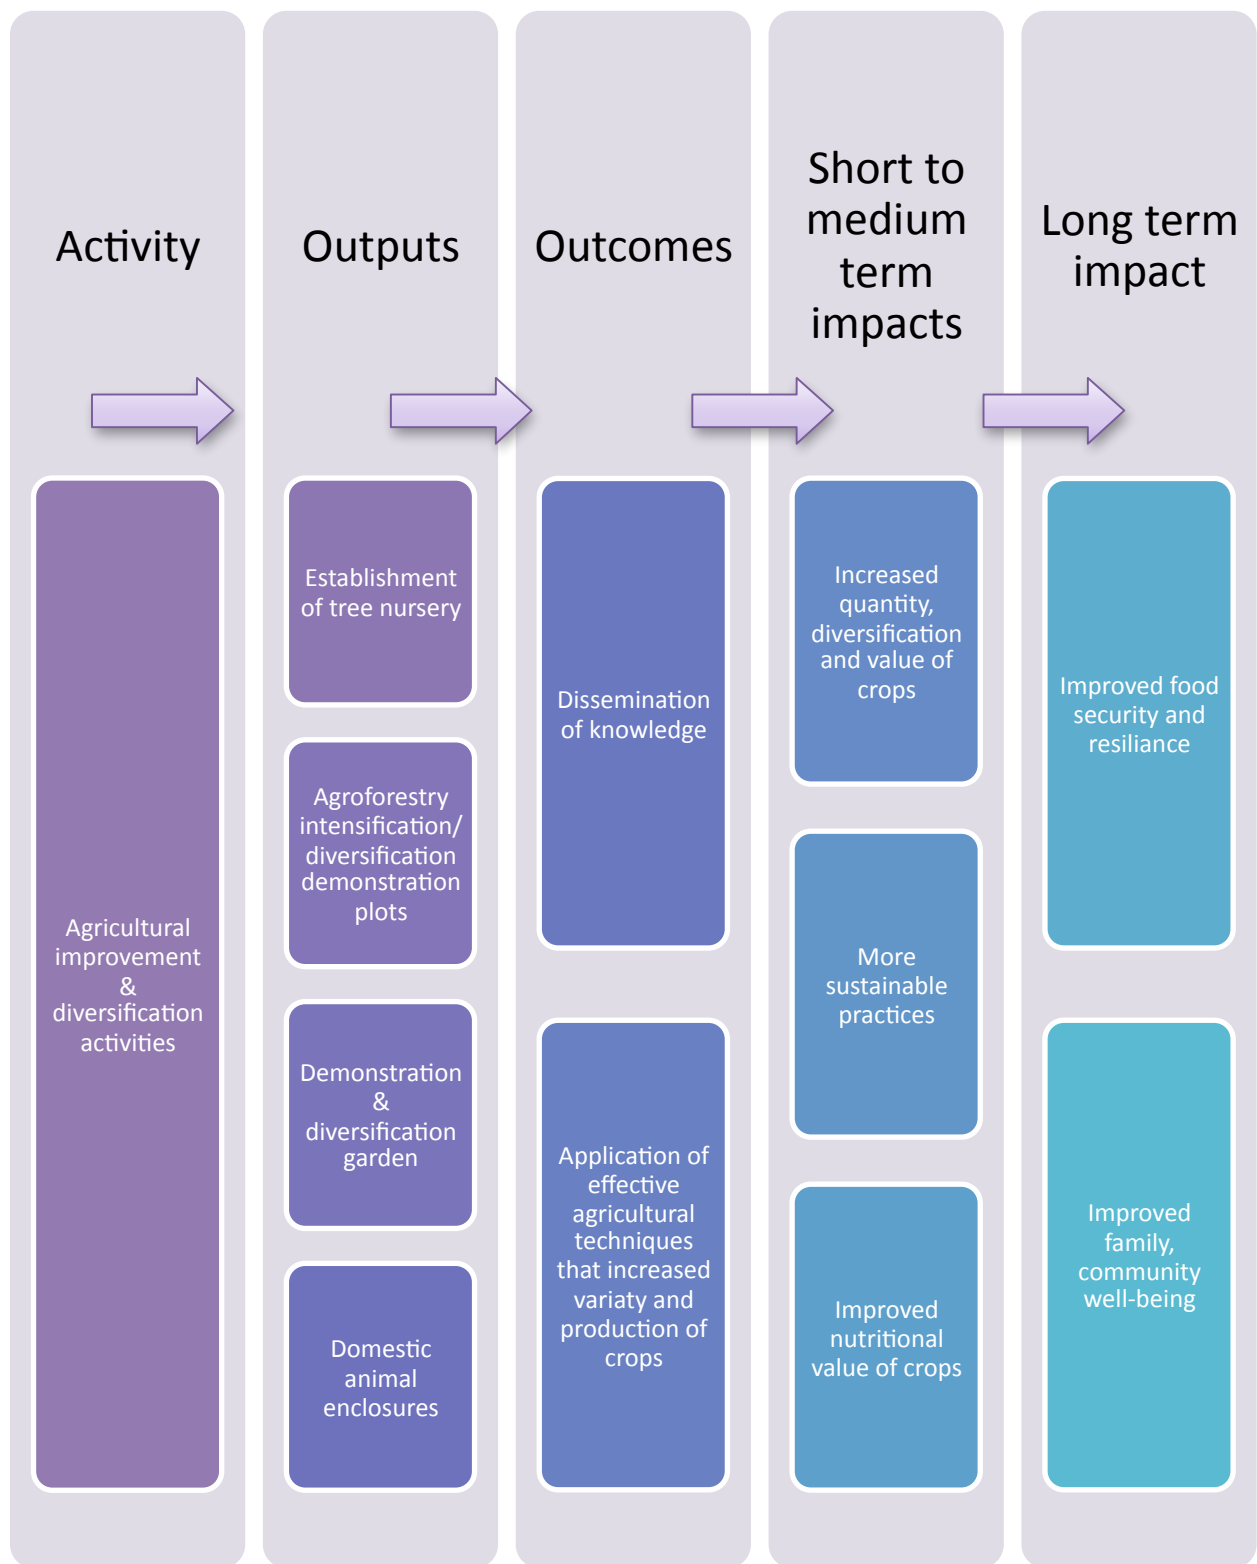 Activity
Agricultural
improvement
&
diversification
activities
Outputs
Establishment
of tree nursery
Agroforestry
intensification/
diversification
demonstration
plots
Demonstration
&
diversification
garden
Domestic
animal
enclosures
Outcomes
Dissemination
of knowledge
Application of
effective
agricultural
techniques
that increased
variaty and
production of
crops
Short to
medium
term
impacts
Increased
quantity,
diversification
and value of
crops
More
sustainable
practices
Improved
nutritional
value of crops
Long term
impact
Improved food
security and
resiliance
Improved
family,
community
well-being